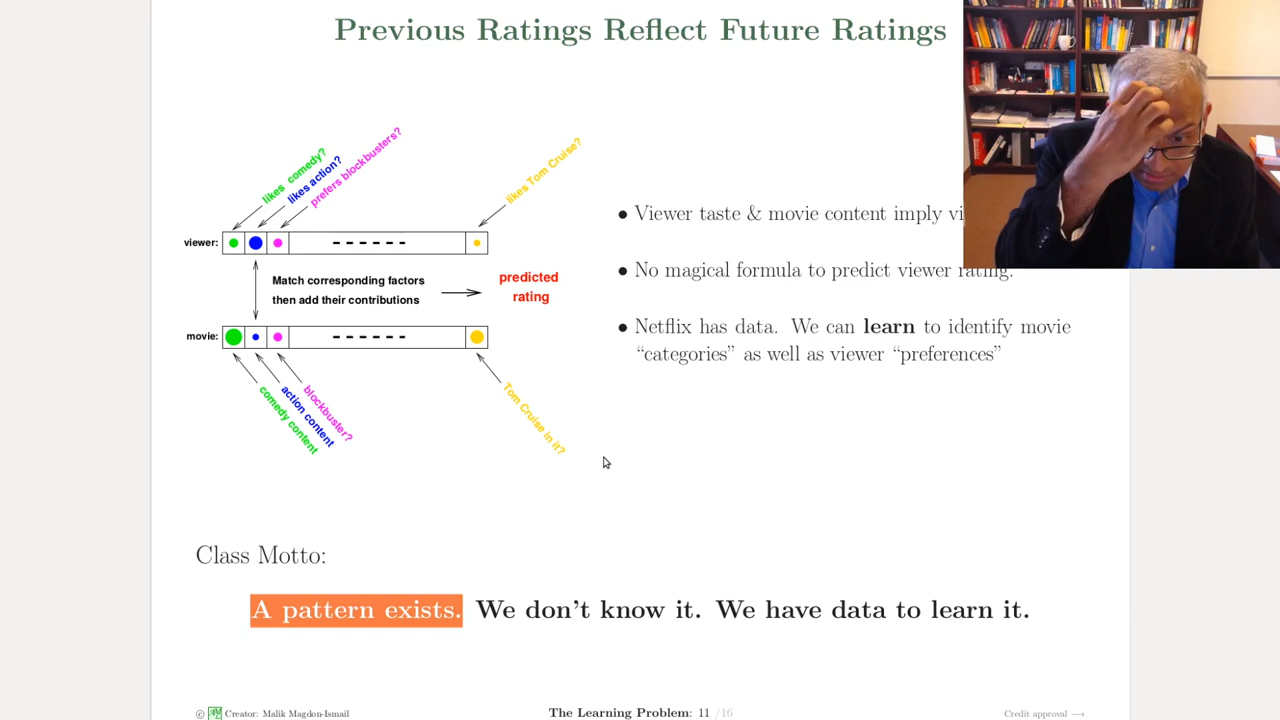 Previous Ratings Reflect Future Ratings
likes comedy?
likes action?
prefers blockbusters?
likes Tom Cruise?
viewer:
Match corresponding factors
then add their contributions
predicted
rating
movie:
comedy content
action content
blockbuster?
Tom Cruise in it?
• Viewer taste & movie content imply
• No magical formula to predict viewer rating.
• Netflix has data. We can learn to identify movie
“categories” as well as viewer “preferences”
Class Motto:
A pattern exists. We don't know it. We have data to learn it.
© Creator: Malik Magdon-Ismail
The Learning Problem: 11 /16
Credit approval →